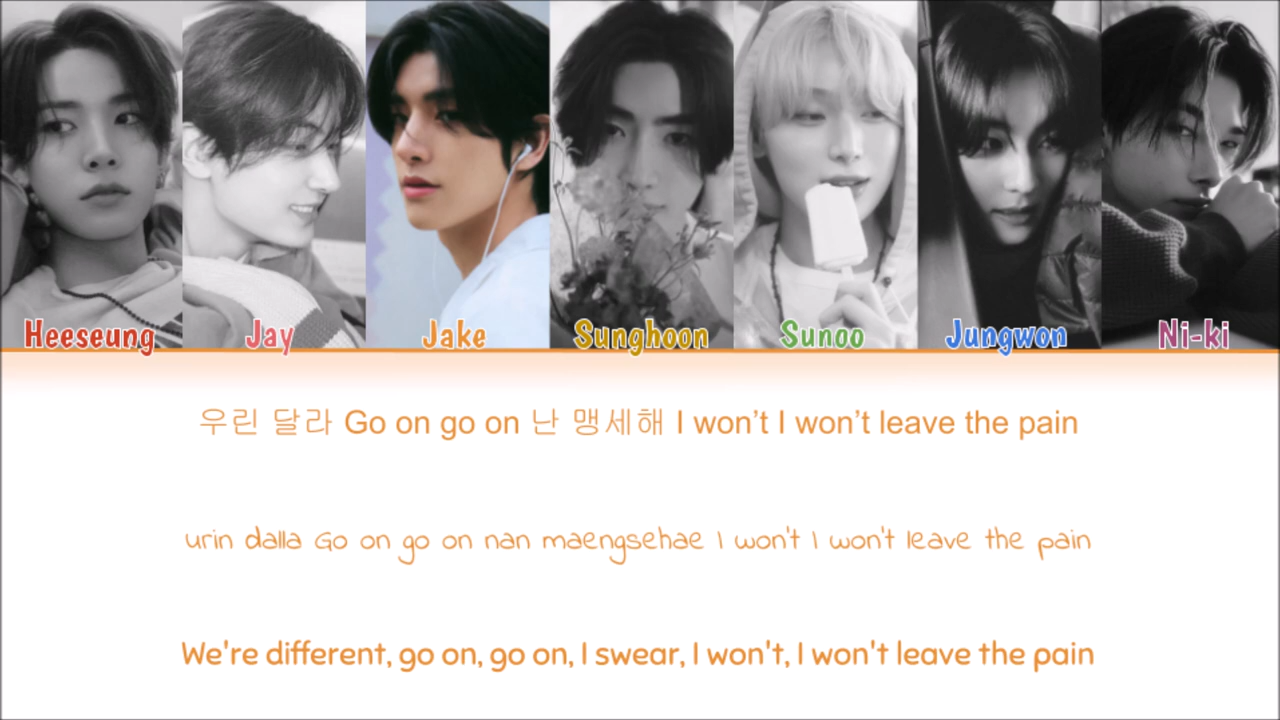 Heeseung Jay Jake Sunghoon Sunoo Jungwon Ni-ki
우린 달라 Go on go on 난 맹세해 I won’t I won’t leave the pain
urin dalla Go on go on nan maengsehae I won't I won't leave the pain
We're different, go on, go on, I swear, I won't, I won't leave the pain